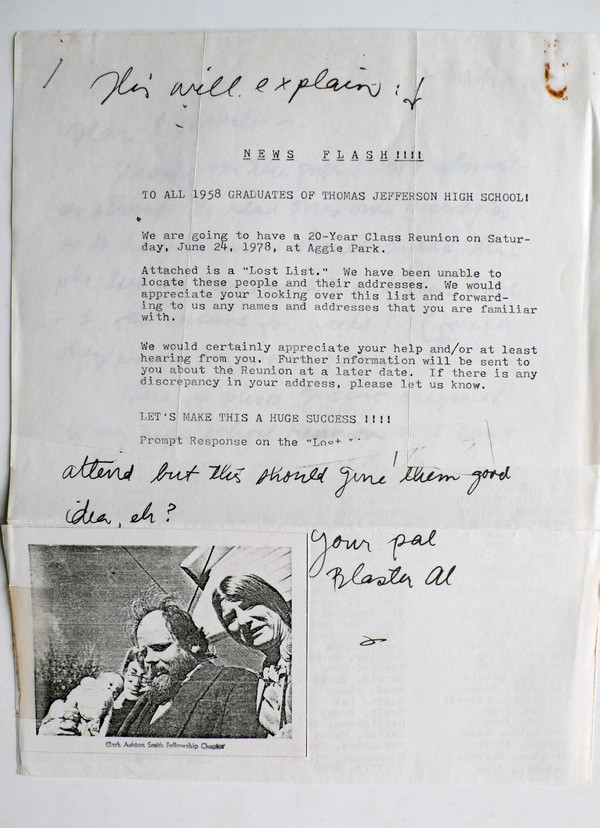 This will explain:
NEWS FLASH!!!!
TO ALL 1958 GRADUATES OF THOMAS JEFFERSON HIGH SCHOOL!
We are going to have a 20-Year Class Reunion on Satur-
day, June 24, 1978, at Aggie Park.
Attached is a "Lost List." We have been unable to
locate these people and their addresses. We would
appreciate your looking over this list and forward-
ing to us any names and addresses that you are familiar
with.
We would certainly appreciate your help and/or at least
hearing from you. Further information will be sent to
you about the Reunion at a later date. If there is any
discrepancy in your address, please let us know.
LET'S MAKE THIS A HUGE SUCCESS !!!!
Prompt Response on the "Lost
attend but this should give them good
idea, eh?
Your pal
Blaster Al
Clark Ashton Smith Fellowship Chapter